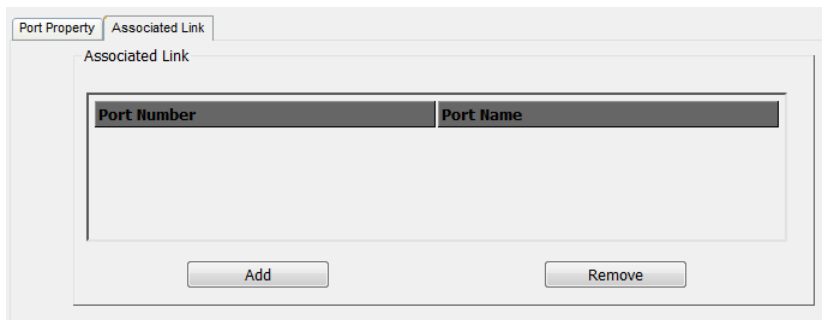 Port Property Associated Link
Associated Link
Port Number Port Name
Add Remove